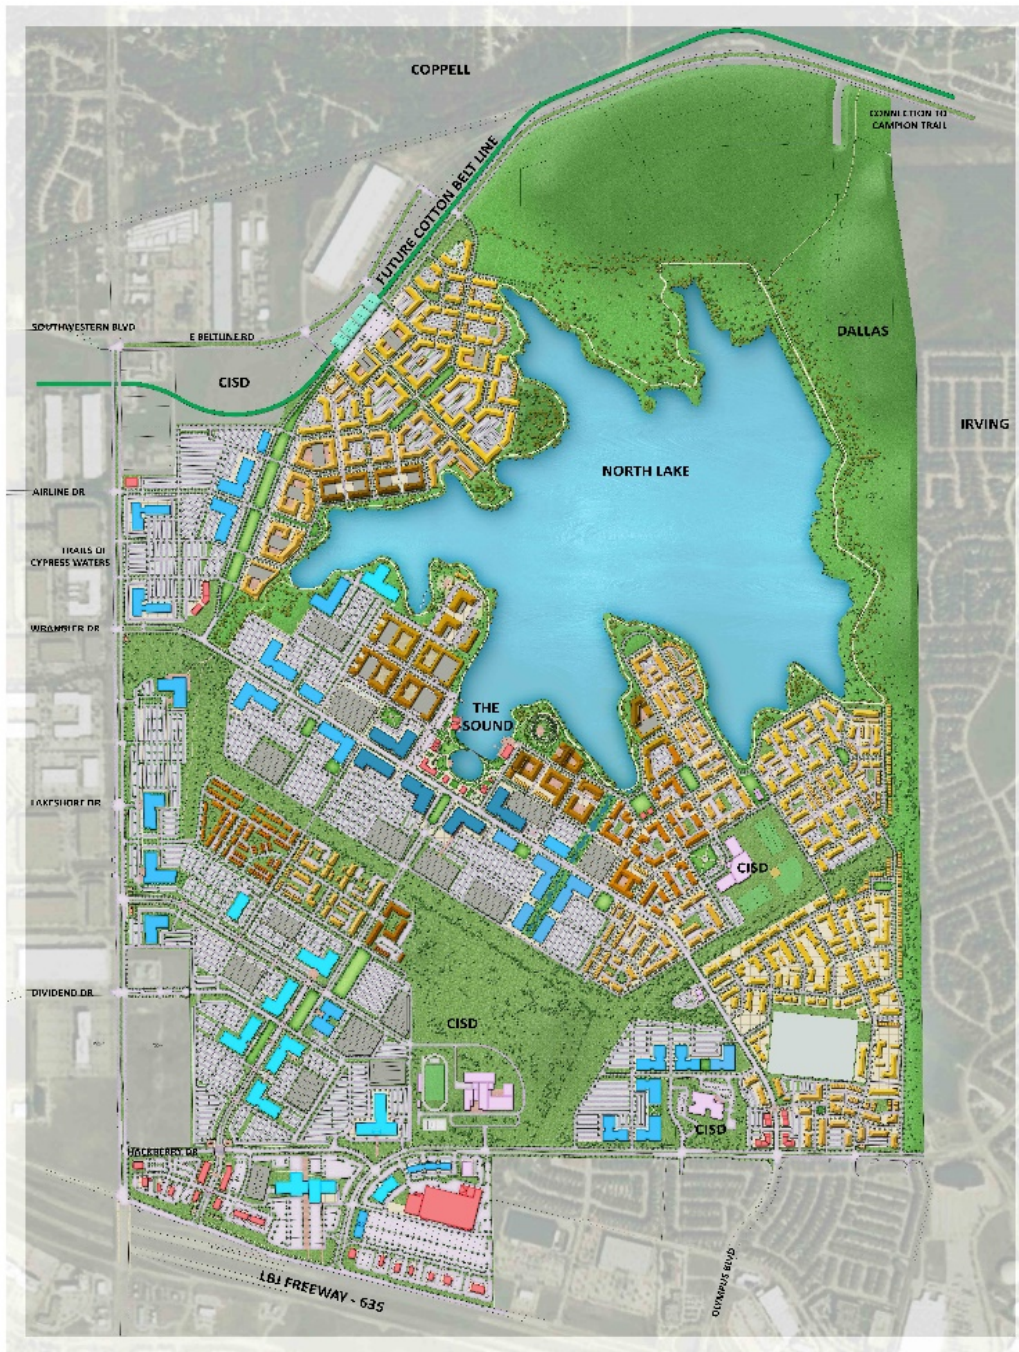 COPPELL
CONNECTION TO
CAMPION TRAIL
FUTURE COTTON BELT LINE
SOUTHWESTERN BLVD
E BELTLINE RD
DALLAS
CISD
IRVING
NORTH LAKE
AIRLINE DR
TRAILS OF
CYPRESS WATERS
WRANGLER DR
THE
SOUND
LAKESHORE DR
CISD
DIVIDEND DR
CISD
CISD
HACKBERRY DR
LBJ FREEWAY - 635
OLYMPUS BLVD